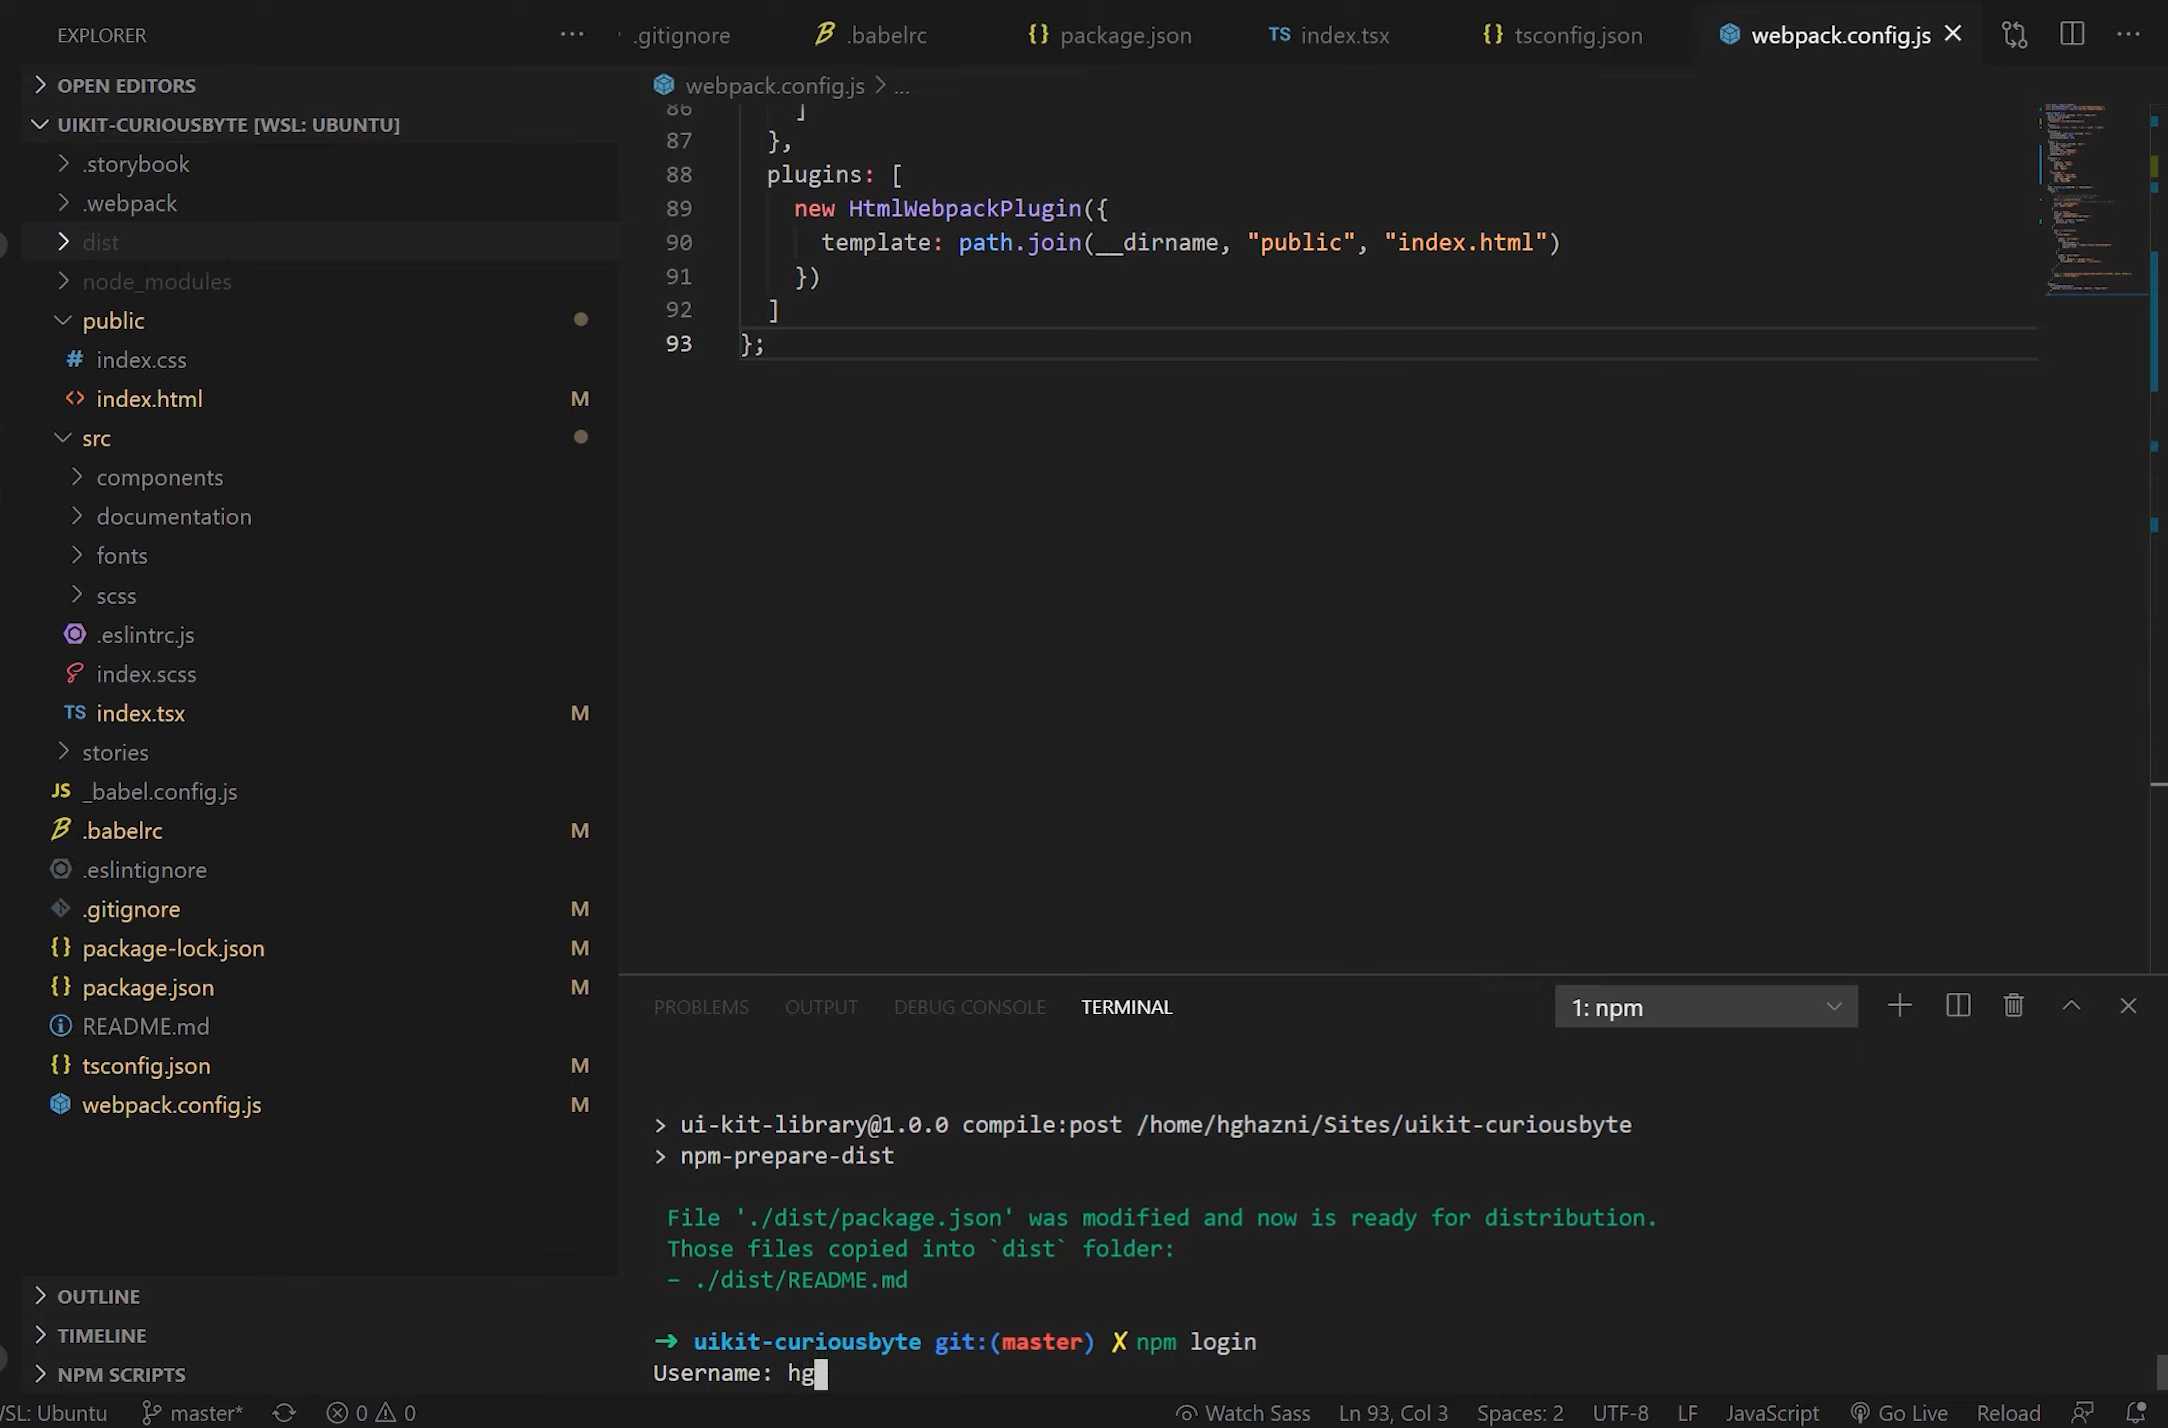 EXPLORER
.gitignore
.babelrc
package.json
TS index.tsx
tsconfig.json
webpack.config.js
OPEN EDITORS
webpack.config.js > ...
UIKIT-CURIOUSBYTE [WSL: UBUNTU]
.storybook
.webpack
dist
node_modules
public
index.css
index.html M
src
components
documentation
fonts
scss
.eslintrc.js
index.scss
TS index.tsx M
stories
JS _babel.config.js
.babelrc M
.eslintignore
.gitignore M
package-lock.json M
package.json M
README.md
tsconfig.json M
webpack.config.js M
OUTLINE
TIMELINE
NPM SCRIPTS
86 ]
87 },
88 plugins: [
89 new HtmlWebpackPlugin({
90 template: path.join(__dirname, "public", "index.html")
91 })
92 ]
93 };
PROBLEMS OUTPUT DEBUG CONSOLE TERMINAL 1: npm
> ui-kit-library@1.0.0 compile:post /home/hghazni/Sites/uikit-curiousbyte
> npm-prepare-dist
File './dist/package.json' was modified and now is ready for distribution.
Those files copied into `dist` folder:
- ./dist/README.md
→ uikit-curiousbyte git:(master) ✗ npm login
Username: hg
WSL: Ubuntu master* 0 0 Watch Sass Ln 93, Col 3 Spaces: 2 UTF-8 LF JavaScript Go Live Reload